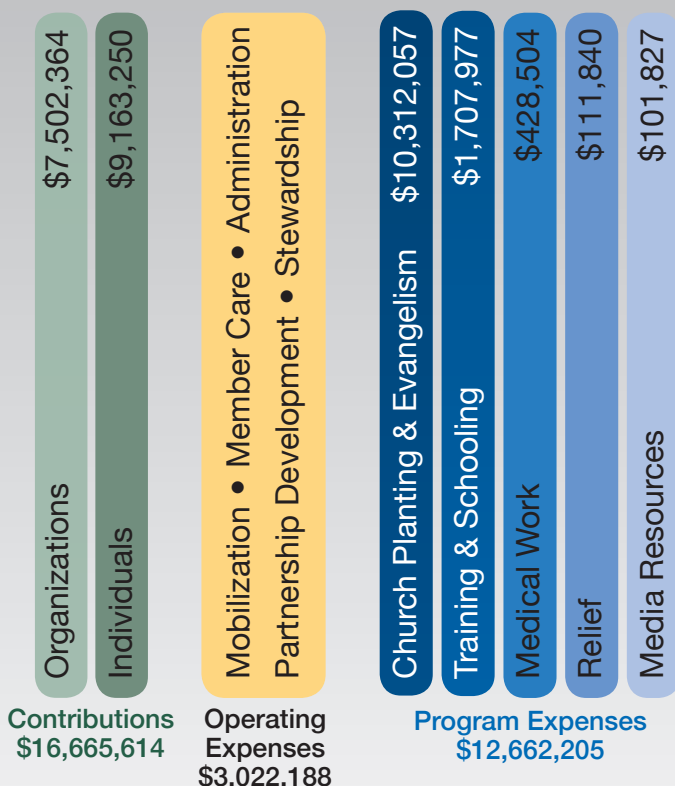 Organizations $7,502,364
Individuals $9,163,250
Mobilization • Member Care • Administration
Partnership Development • Stewardship
Church Planting & Evangelism $10,312,057
Training & Schooling $1,707,977
Medical Work $428,504
Relief $111,840
Media Resources $101,827
Contributions
$16,665,614
Operating
Expenses
$3,022,188
Program Expenses
$12,662,205